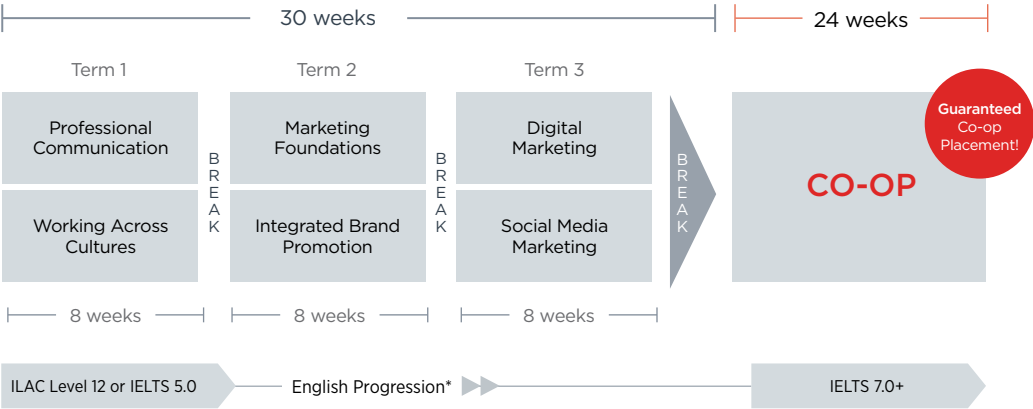 30 weeks
24 weeks
Term 1
Term 2
Term 3
Professional
Communication
Working Across
Cultures
BREAK
Marketing
Foundations
Integrated Brand
Promotion
BREAK
Digital
Marketing
Social Media
Marketing
BREAK
CO-OP
Guaranteed
Co-op
Placement!
8 weeks
8 weeks
8 weeks
ILAC Level 12 or IELTS 5.0
English Progression*
IELTS 7.0+